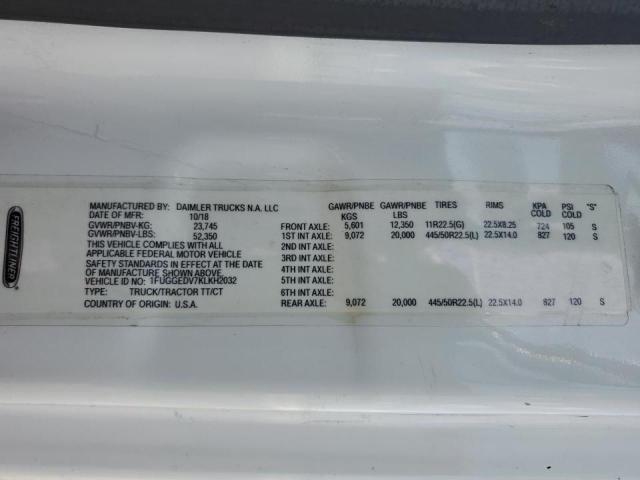 FREIGHTLINER
MANUFACTURED BY: DAIMLER TRUCKS N.A. LLC GAWR/PNBE GAWR/PNBE TIRES RIMS KPA PSI "S"
DATE OF MFR: 10/18 KGS LBS COLD COLD
GVWR/PNBV-KG: 23,745 FRONT AXLE: 5,601 12,350 11R22.5(G) 22.5X8.25 724 105 S
GVWR/PNBV-LBS: 52,350 1ST INT AXLE: 9,072 20,000 445/50R22.5(L) 22.5X14.0 827 120 S
THIS VEHICLE COMPLIES WITH ALL 2ND INT AXLE:
APPLICABLE FEDERAL MOTOR VEHICLE 3RD INT AXLE:
SAFETY STANDARDS IN EFFECT AT THE DATE 4TH INT AXLE:
OF MANUFACTURE SHOWN ABOVE.
VEHICLE ID NO: 1FUGGEDV7KLKH2032 5TH INT AXLE:
TYPE: TRUCK/TRACTOR TT/CT 6TH INT AXLE:
COUNTRY OF ORIGIN: U.S.A. REAR AXLE: 9,072 20,000 445/50R22.5(L) 22.5X14.0 827 120 S